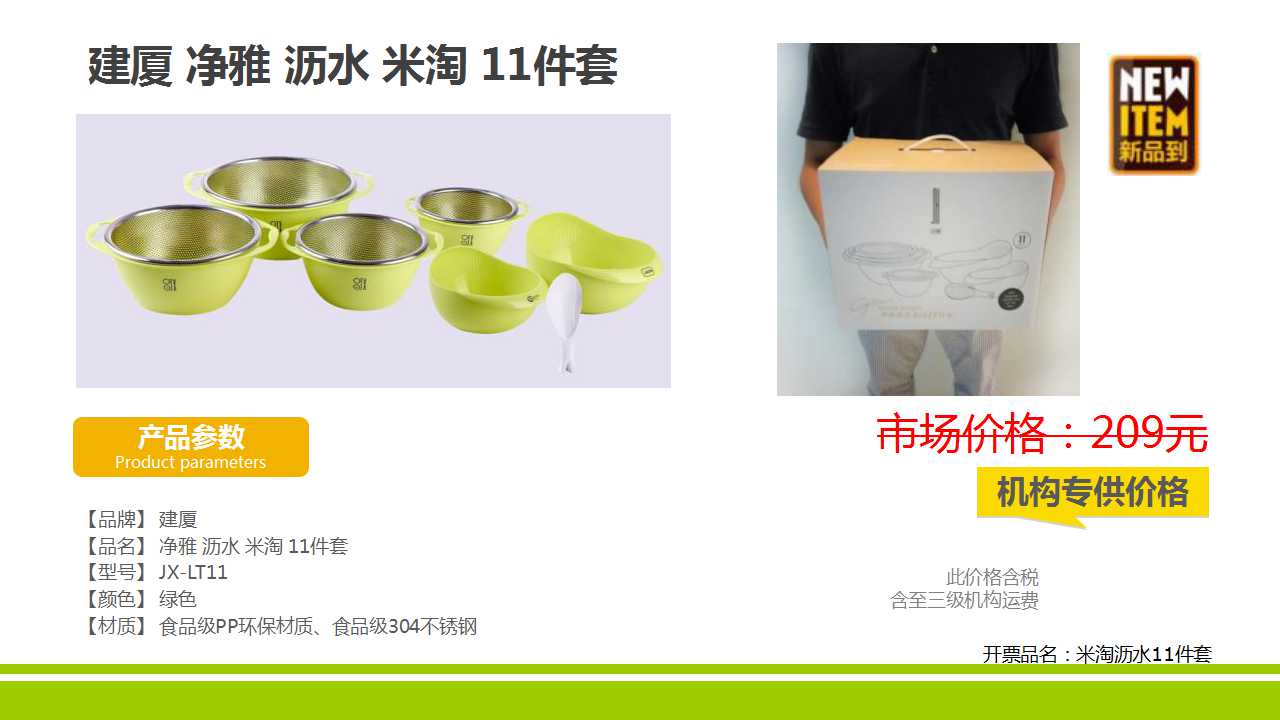 建厦 净雅 沥水 米淘 11件套
NEW
ITEM
新品到
11
产品参数
Product parameters
市场价格：209元
机构专供价格
【品牌】 建厦
【品名】 净雅 沥水 米淘 11件套
【型号】 JX-LT11
【颜色】 绿色
【材质】 食品级PP环保材质、食品级304不锈钢
此价格含税
含至三级机构运费
开票品名：米淘沥水11件套